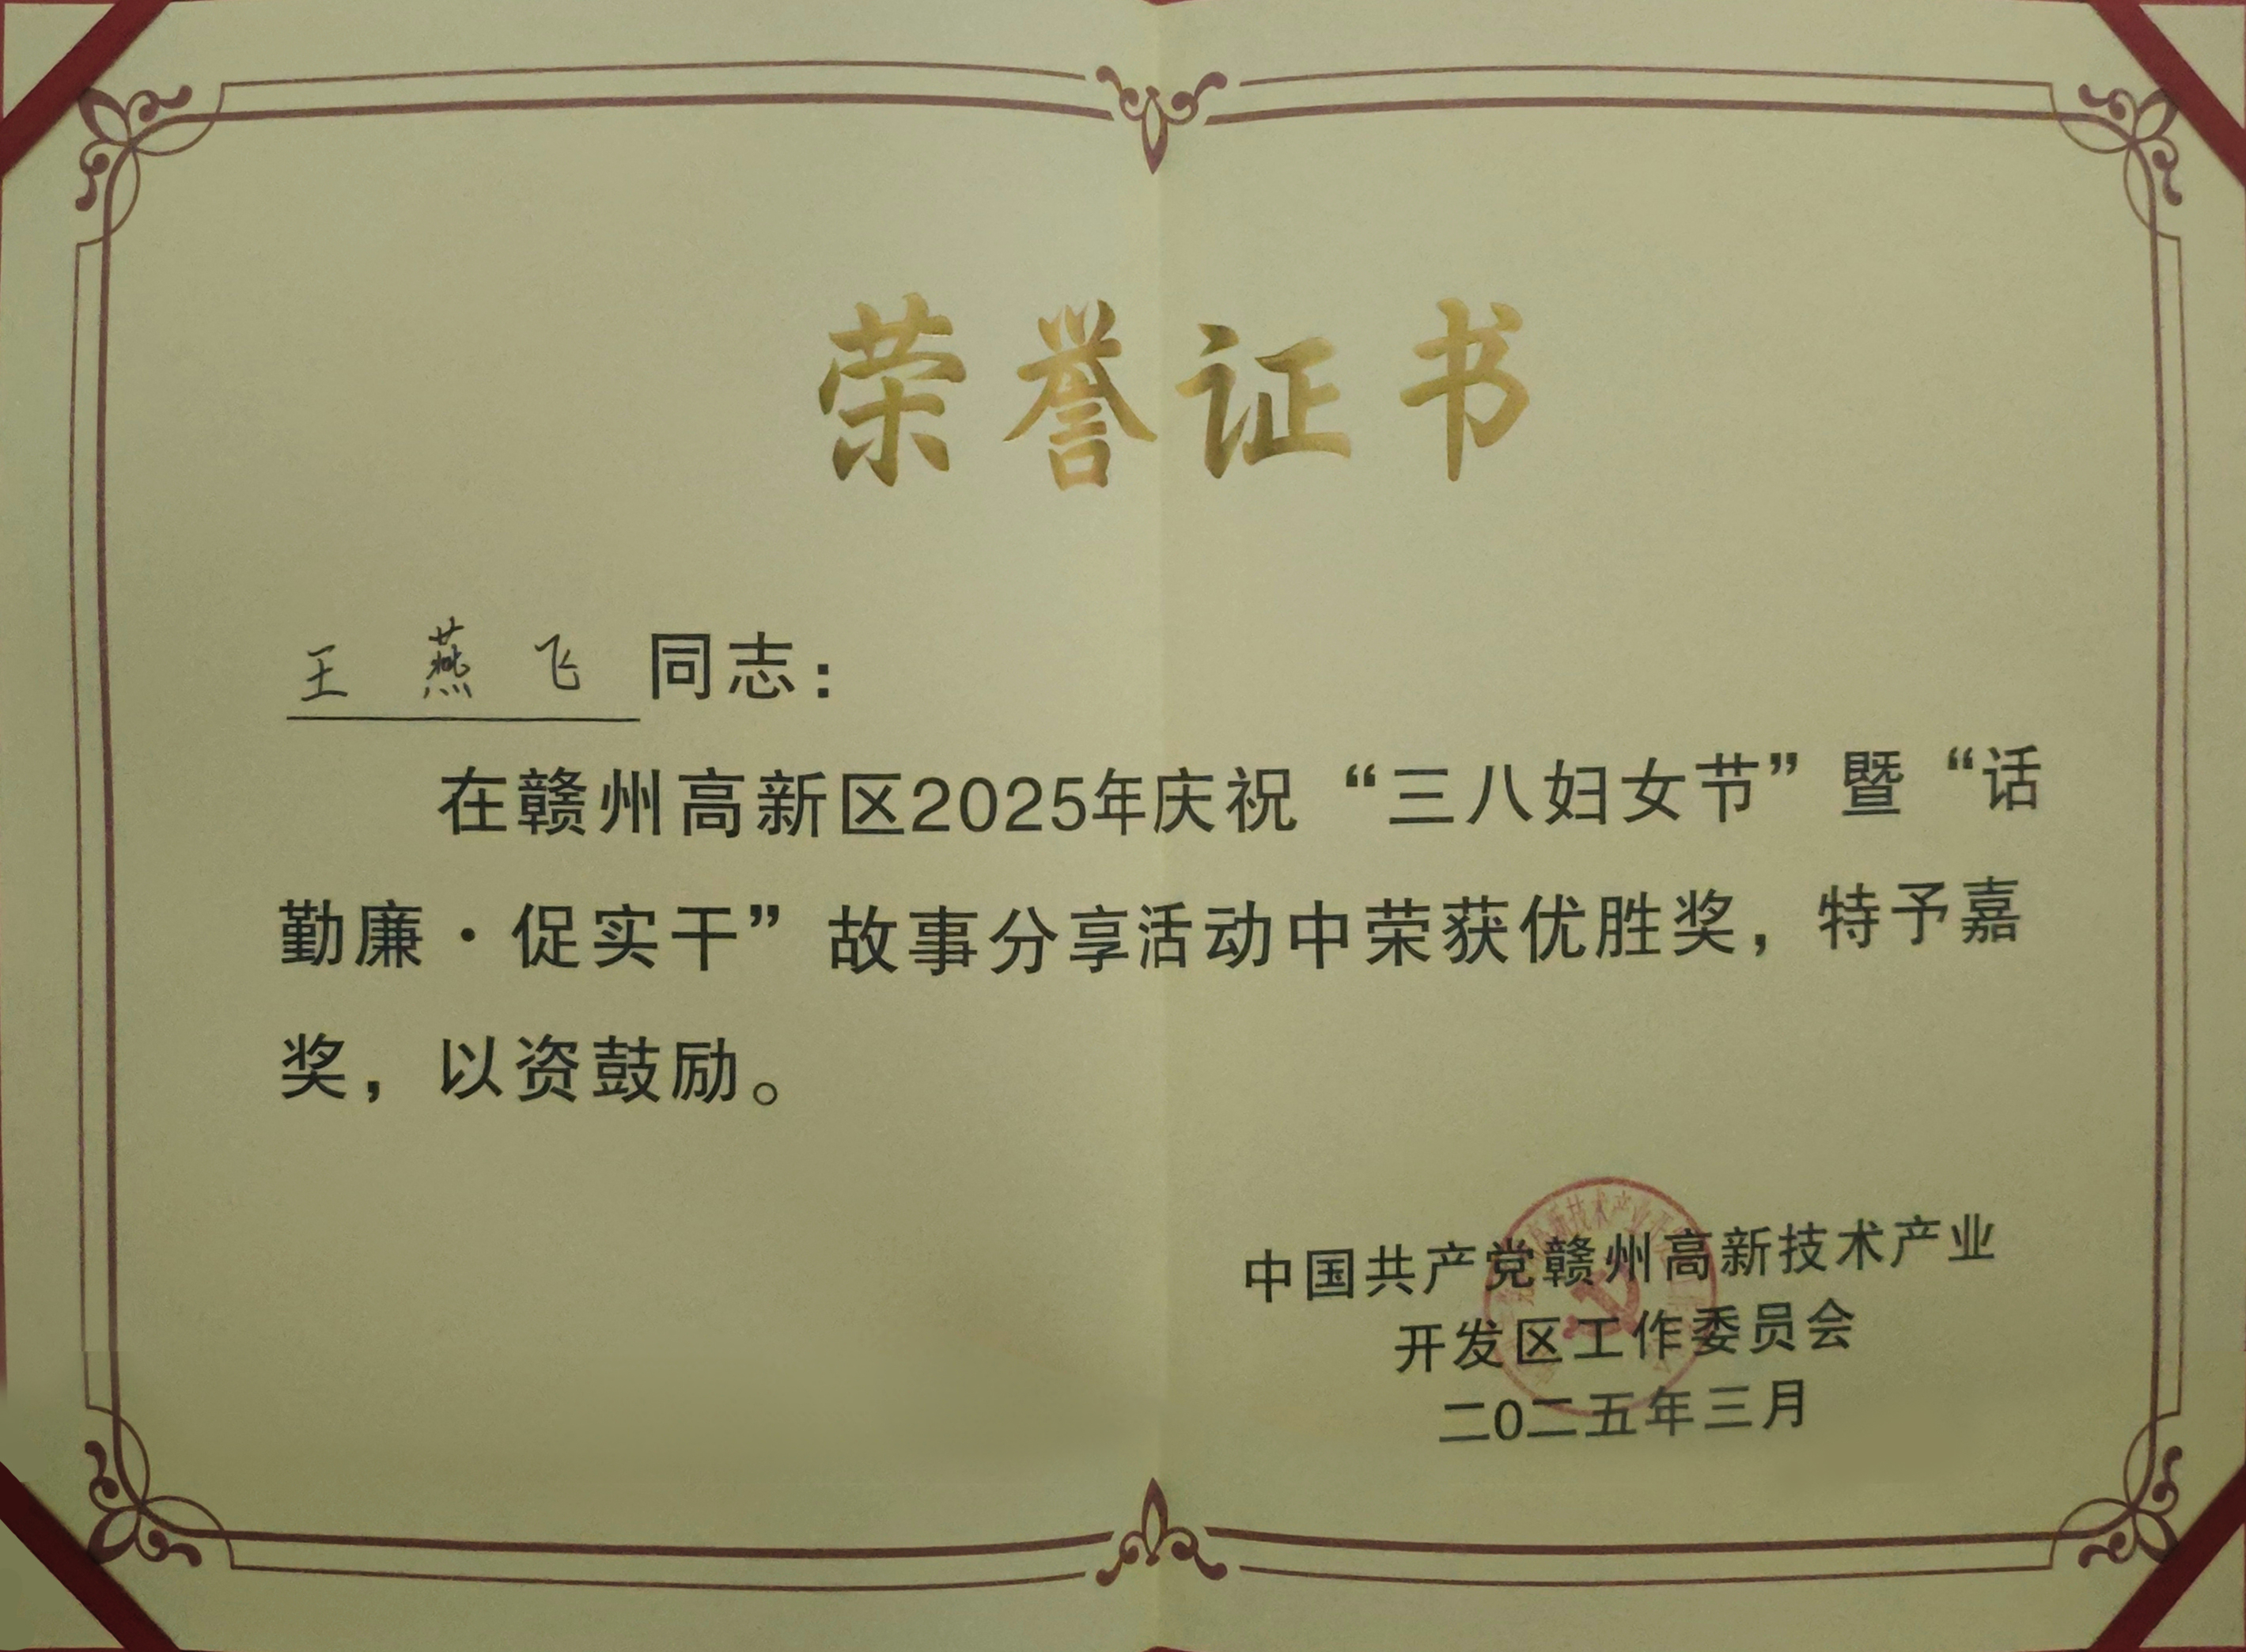 荣誉证书
王燕飞同志：
在赣州高新区2025年庆祝“三八妇女节”暨“话
勤廉·促实干”故事分享活动中荣获优胜奖，特予嘉
奖，以资鼓励。
中国共产党赣州高新技术产业
开发区工作委员会
二0二五年三月